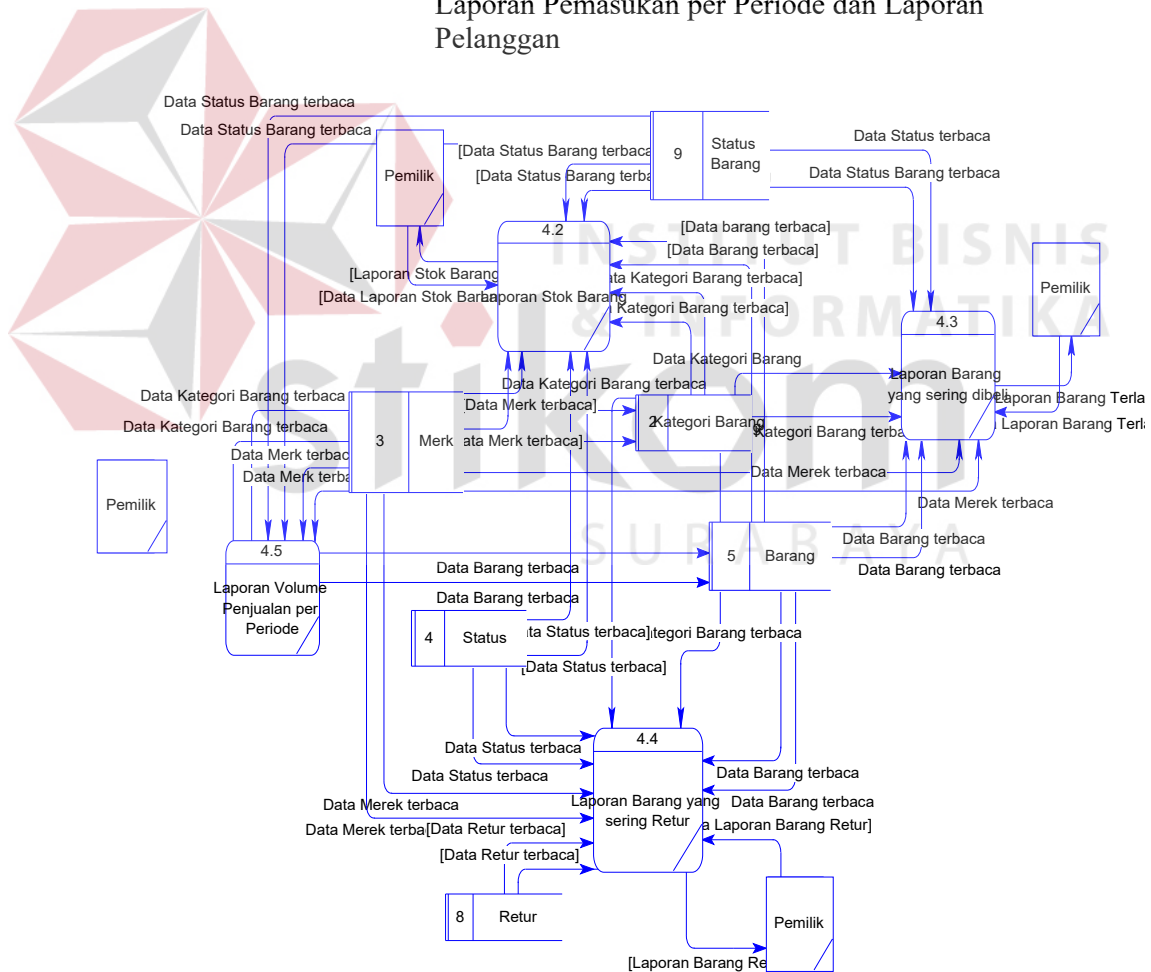 Laporan Pemasukan per Periode dan Laporan
Pelanggan
Data Status Barang terbaca
Data Status Barang terbaca
[Data Status Barang terbaca
[Data Status Barang terba
9
Status
Barang
Data Status terbaca
Data Status Barang terbaca
Pemilik
4.2
Laporan Stok Barang
[Data barang terbaca]
[Data Barang terbaca]
ata Kategori Barang terbaca]
Kategori Barang terbaca]
[Laporan Stok Barang
[Data Laporan Stok Baran
INSTITUT BISNIS
& INFORMATIKA
stikom
SURABAYA
Pemilik
4.3
Laporan Barang
yang sering dibeli
Laporan Barang Terla
Laporan Barang Terla
Data Kategori Barang
Data Kategori Barang terbaca
Data Kategori Barang terbaca
Data Kategori Barang terbaca
[Data Merk terbaca]
ata Merk terbaca]
3
Merk
2
Kategori Barang
Kategori Barang terba
Data Merk terbac
Data Merk terba
Data Merek terbaca
Data Merek terbaca
Pemilik
4.5
Laporan Volume
Penjualan per
Periode
Data Barang terbaca
Data Barang terbaca
5
Barang
Data Barang terbaca
Data Barang terbaca
4
Status
ta Status terbaca]
[Data Status terbaca]
tegori Barang terbaca
4.4
Laporan Barang yang
sering Retur
Data Status terbaca
Data Status terbaca
Data Merek terbaca
Data Merek terba
[Data Retur terbaca]
[Data Retur terbaca]
Data Barang terbaca
Data Barang terbaca
a Laporan Barang Retur]
8
Retur
Pemilik
[Laporan Barang Re